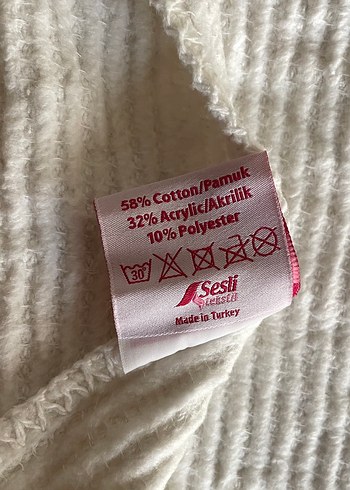 58% Cotton/Pamuk
32% Acrylic/Akrilik
10% Polyester
30
Sesli
tekstil
Made in Turkey